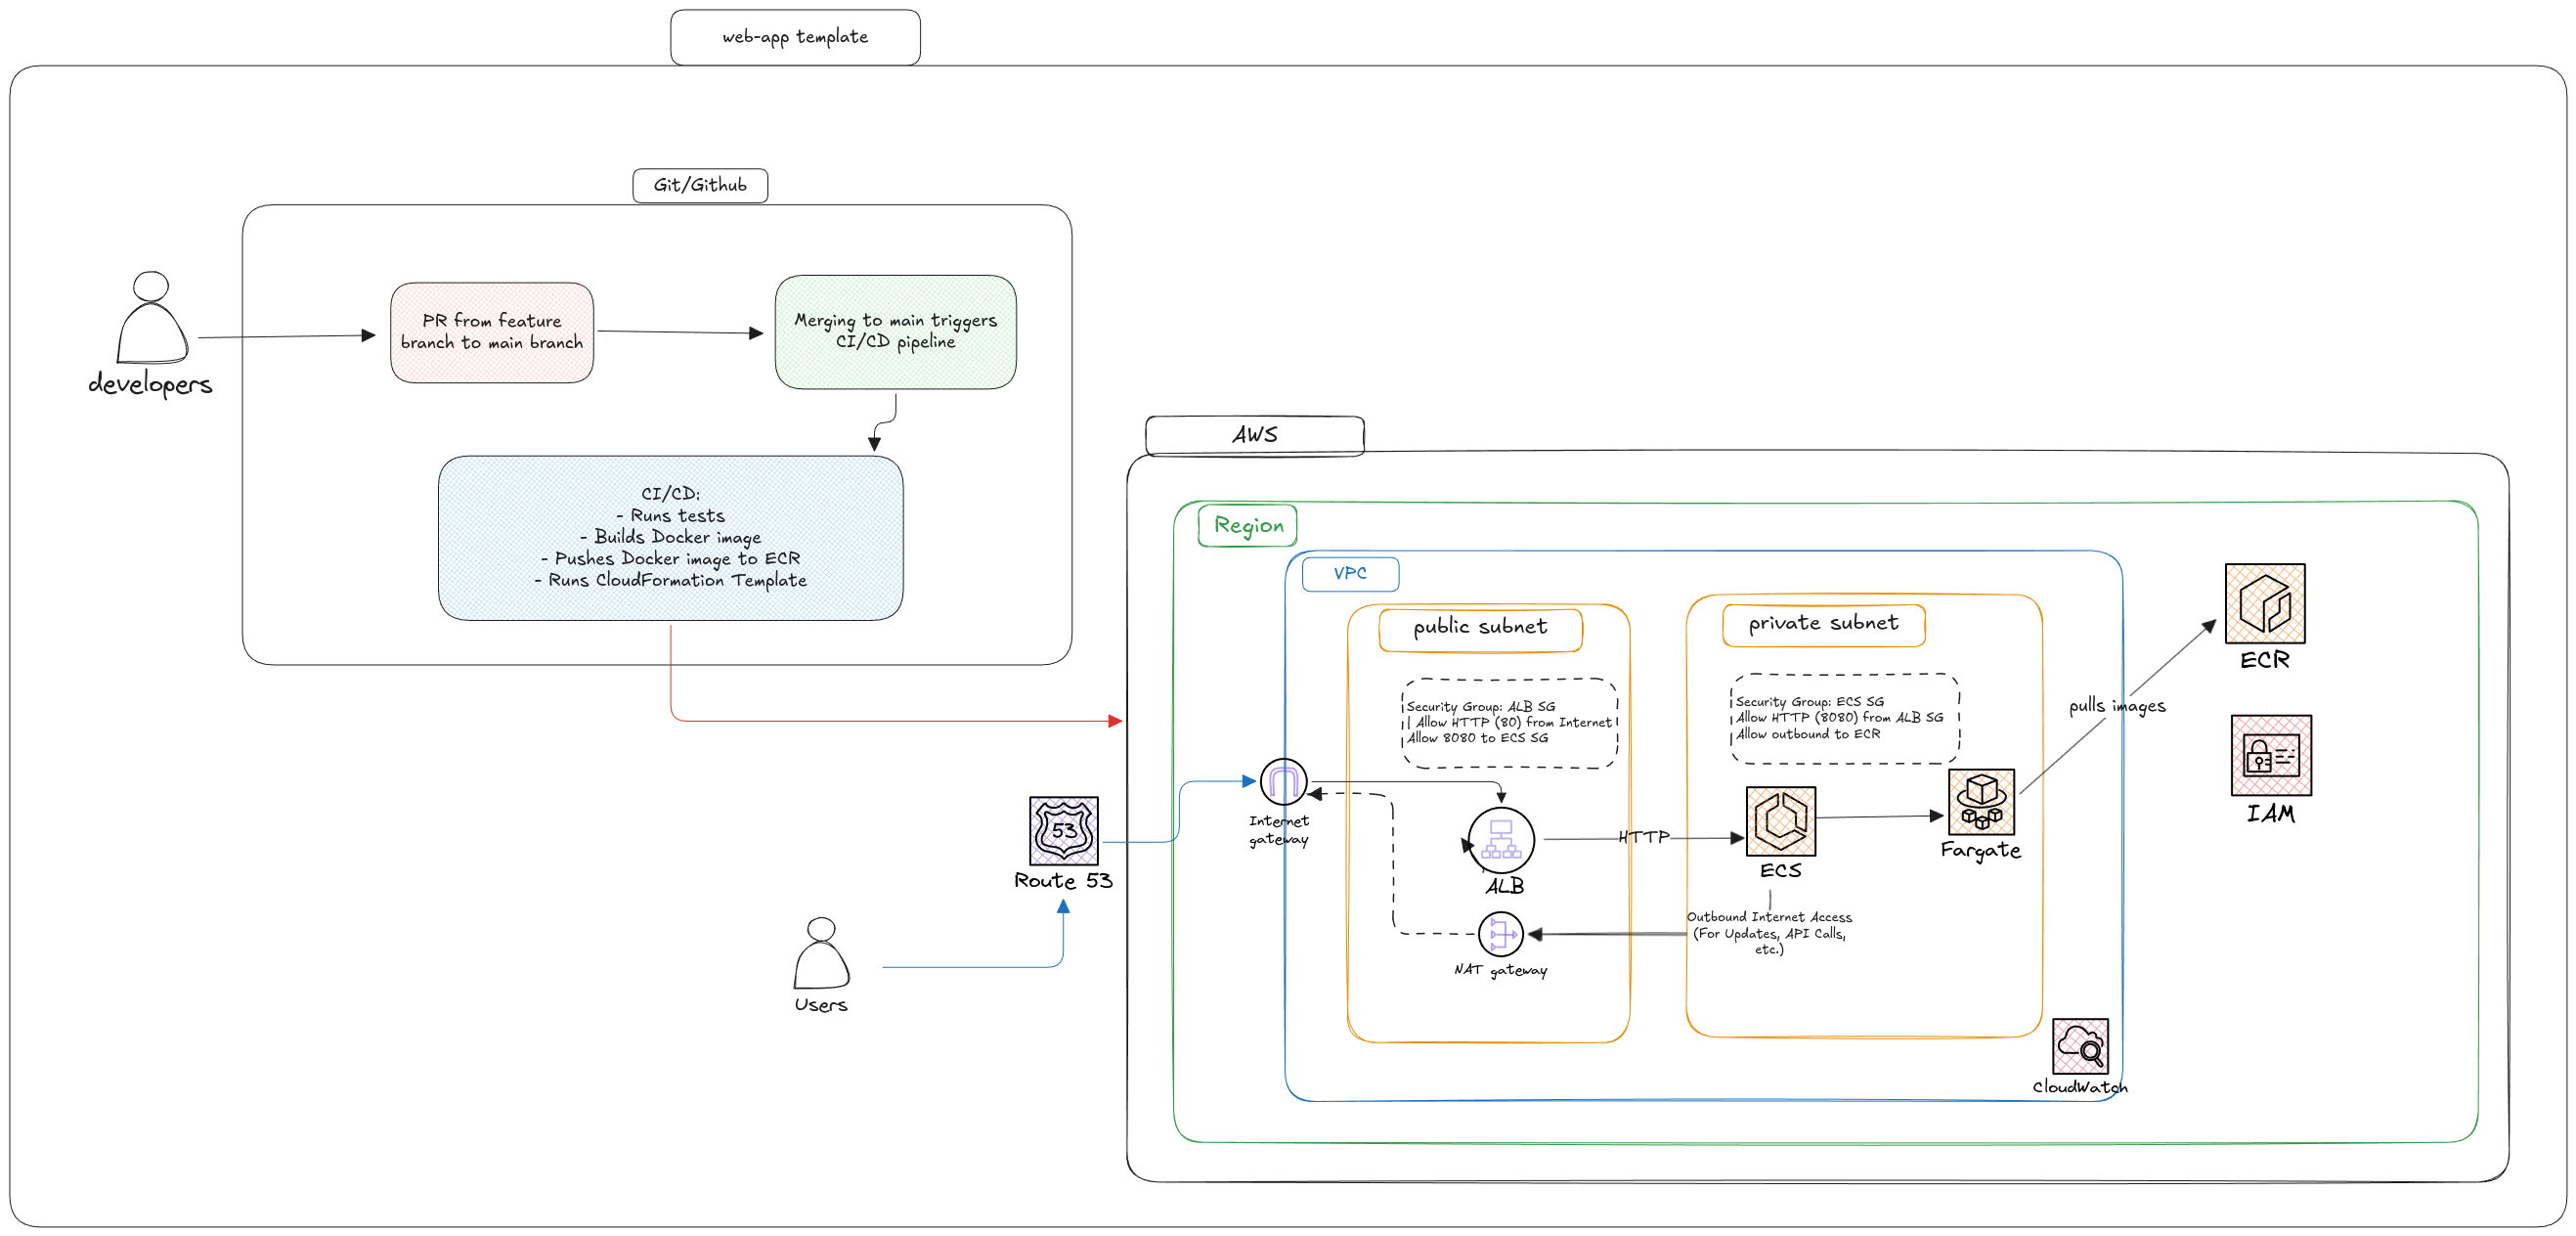 web-app template
Git/Github
developers
PR from feature
branch to main branch
Merging to main triggers
CI/CD pipeline
CI/CD:
- Runs tests
- Builds Docker image
- Pushes Docker image to ECR
- Runs CloudFormation Template
AWS
Region
VPC
public subnet
private subnet
Security Group: ALB SG
| Allow HTTP (80) from Internet
Allow 8080 to ECS SG
Security Group: ECS SG
Allow HTTP (8080) from ALB SG
Allow outbound to ECR
ECR
pulls images
IAM
Internet
gateway
53
Route 53
HTTP
ALB
ECS
Fargate
Outbound Internet Access
(For Updates, API Calls,
etc.)
NAT gateway
Users
CloudWatch